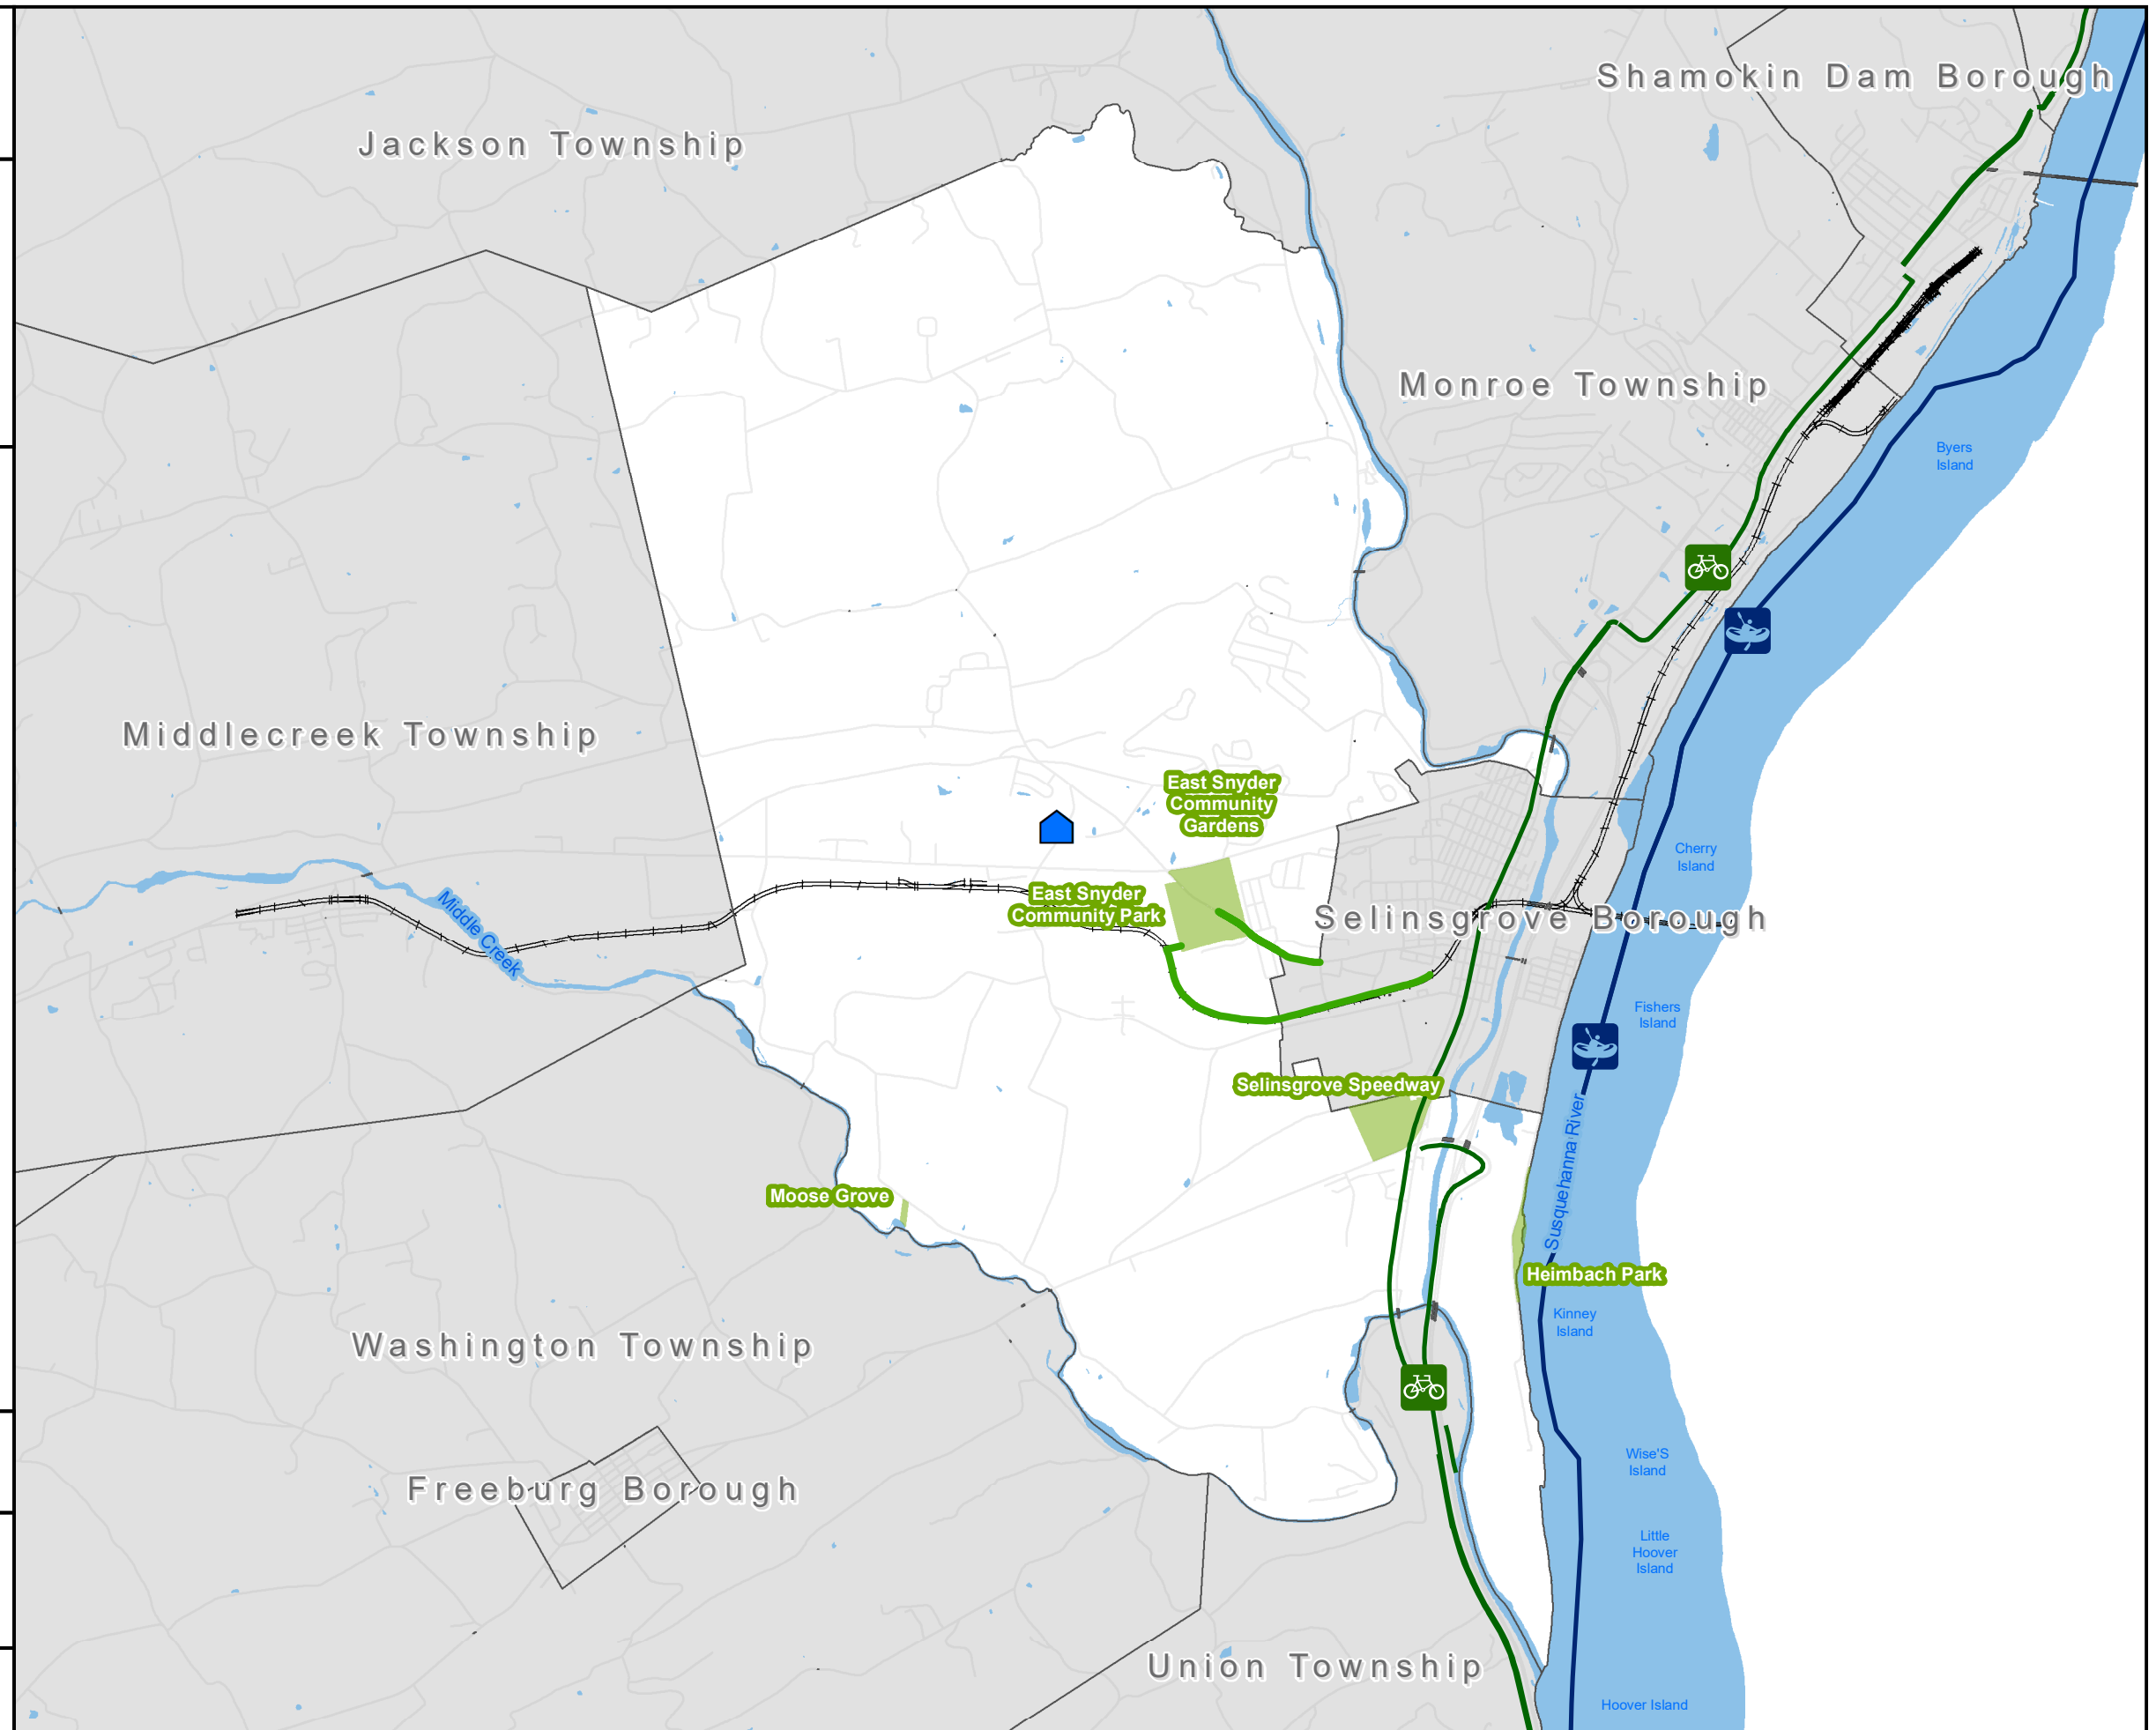 Shamokin Dam Borough
Jackson Township
Monroe Township
Byers
Island
Middlecreek Township
East Snyder
Community
Gardens
Cherry
Island
East Snyder
Community Park
Selinsgrove Borough
Middle Creek
Fishers
Island
Selinsgrove Speedway
Susquehanna River
Moose Grove
Heimbach Park
Kinney
Island
Washington Township
Wise'S
Island
Freeburg Borough
Little
Hoover
Island
Union Township
Hoover Island